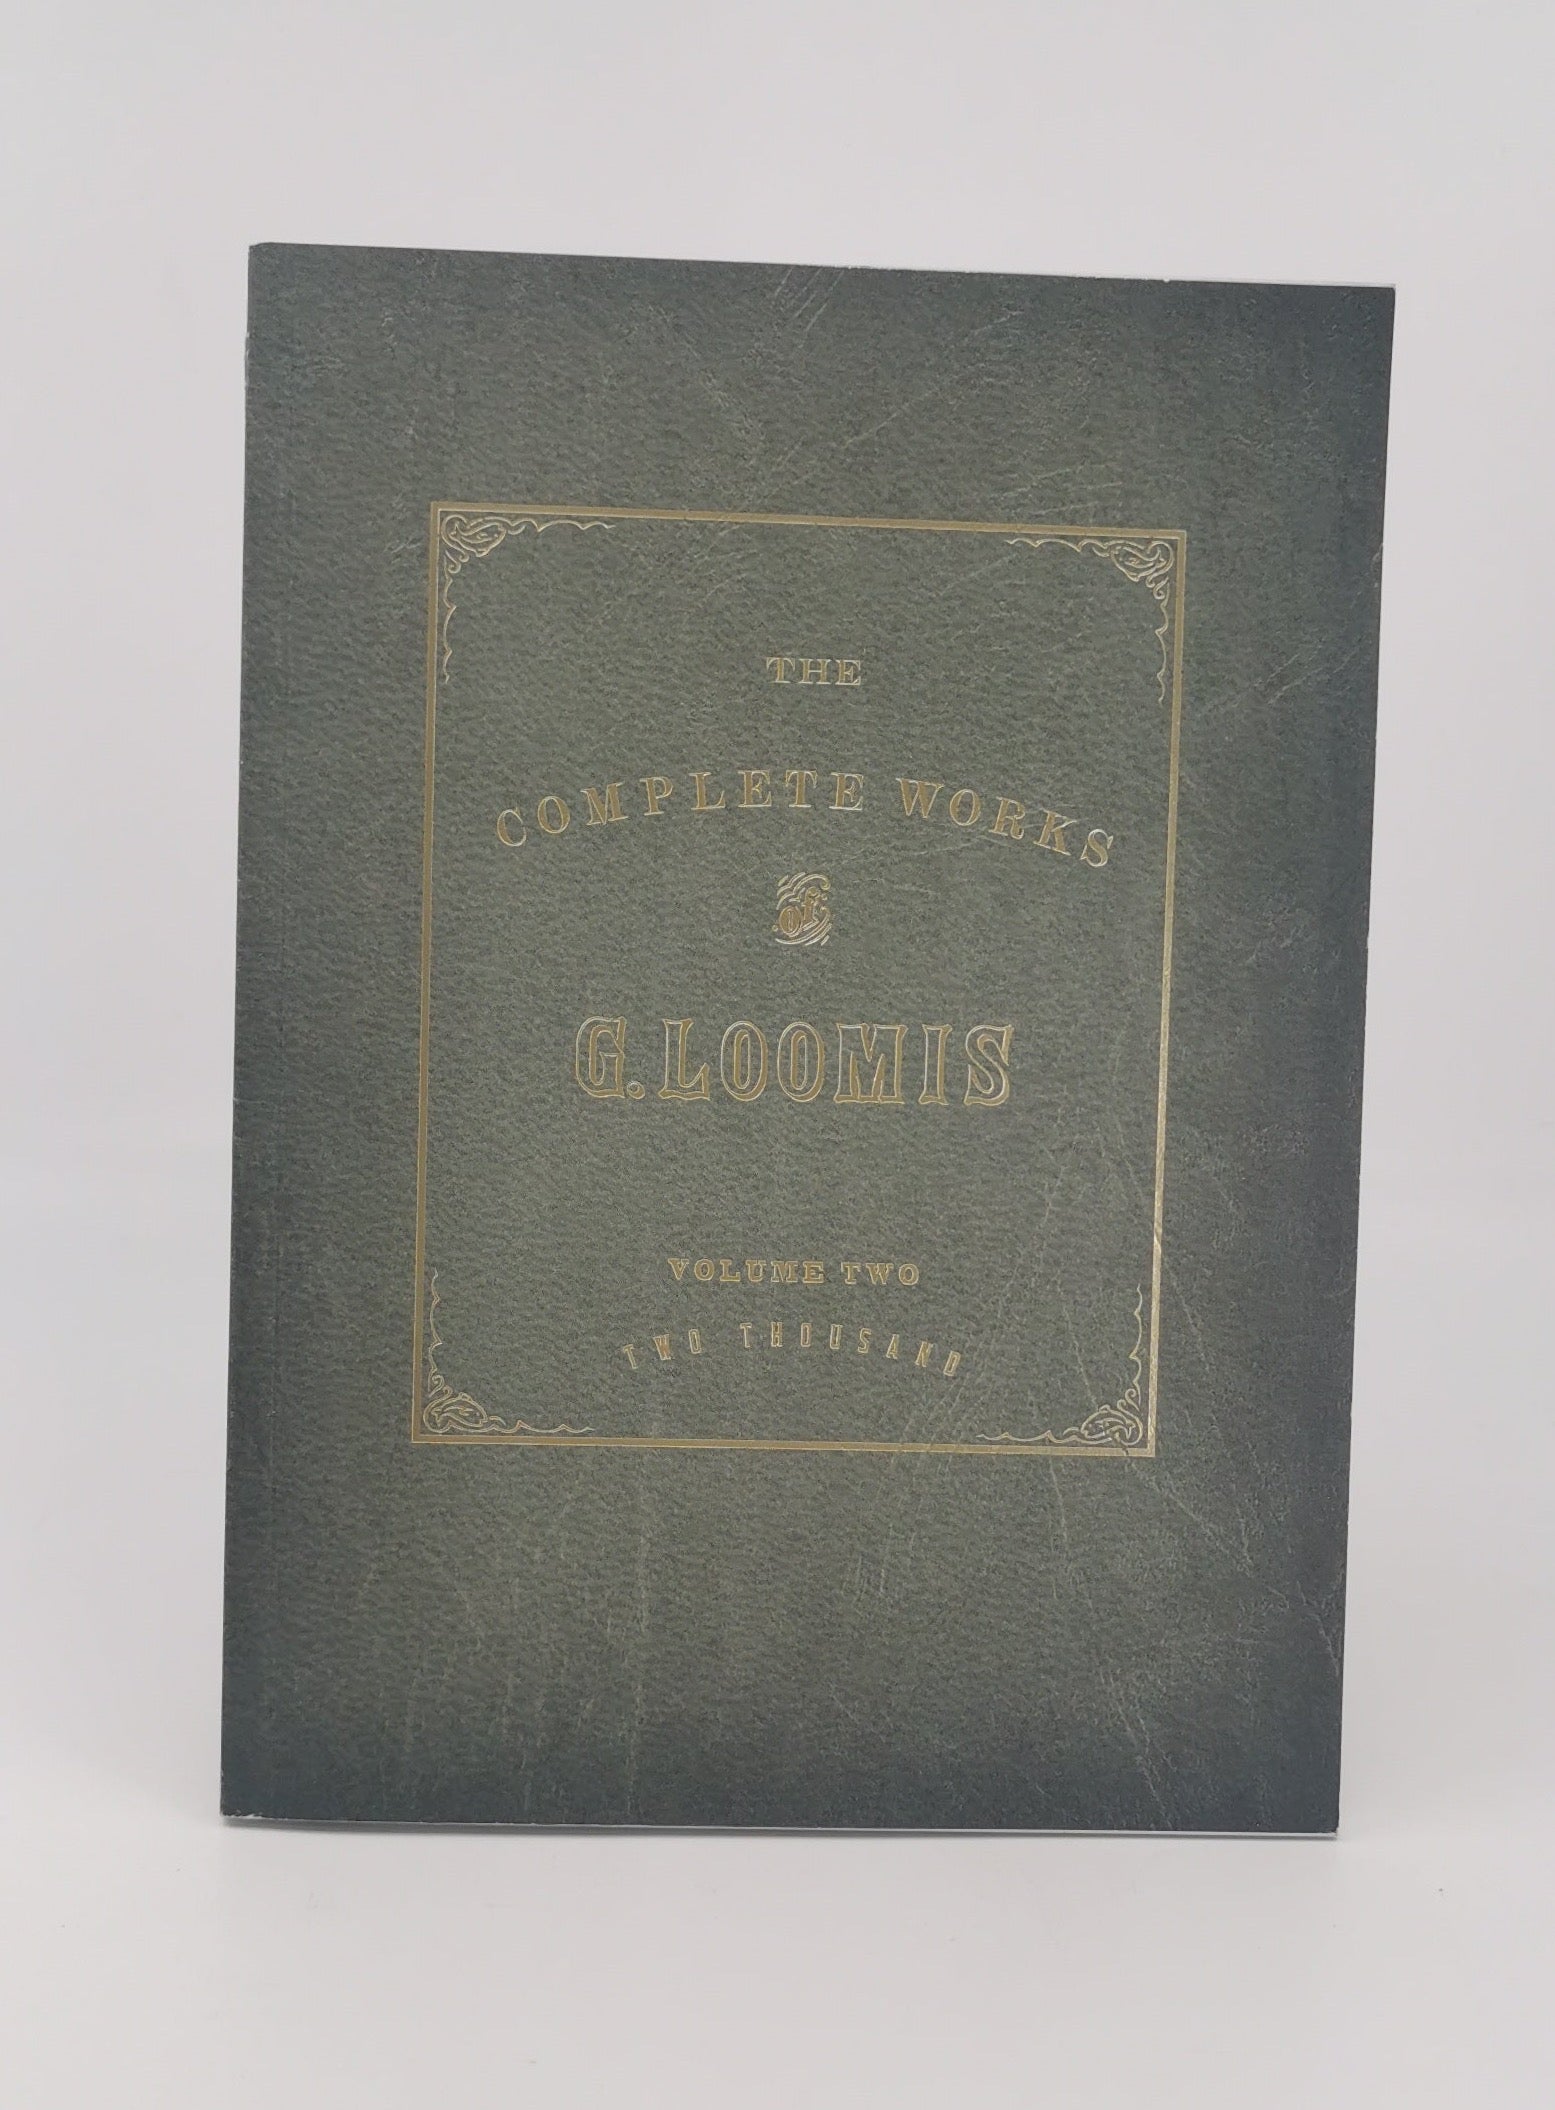 THE
COMPLETE WORKS
of
G. LOOMIS
VOLUME TWO
TWO THOUSAND